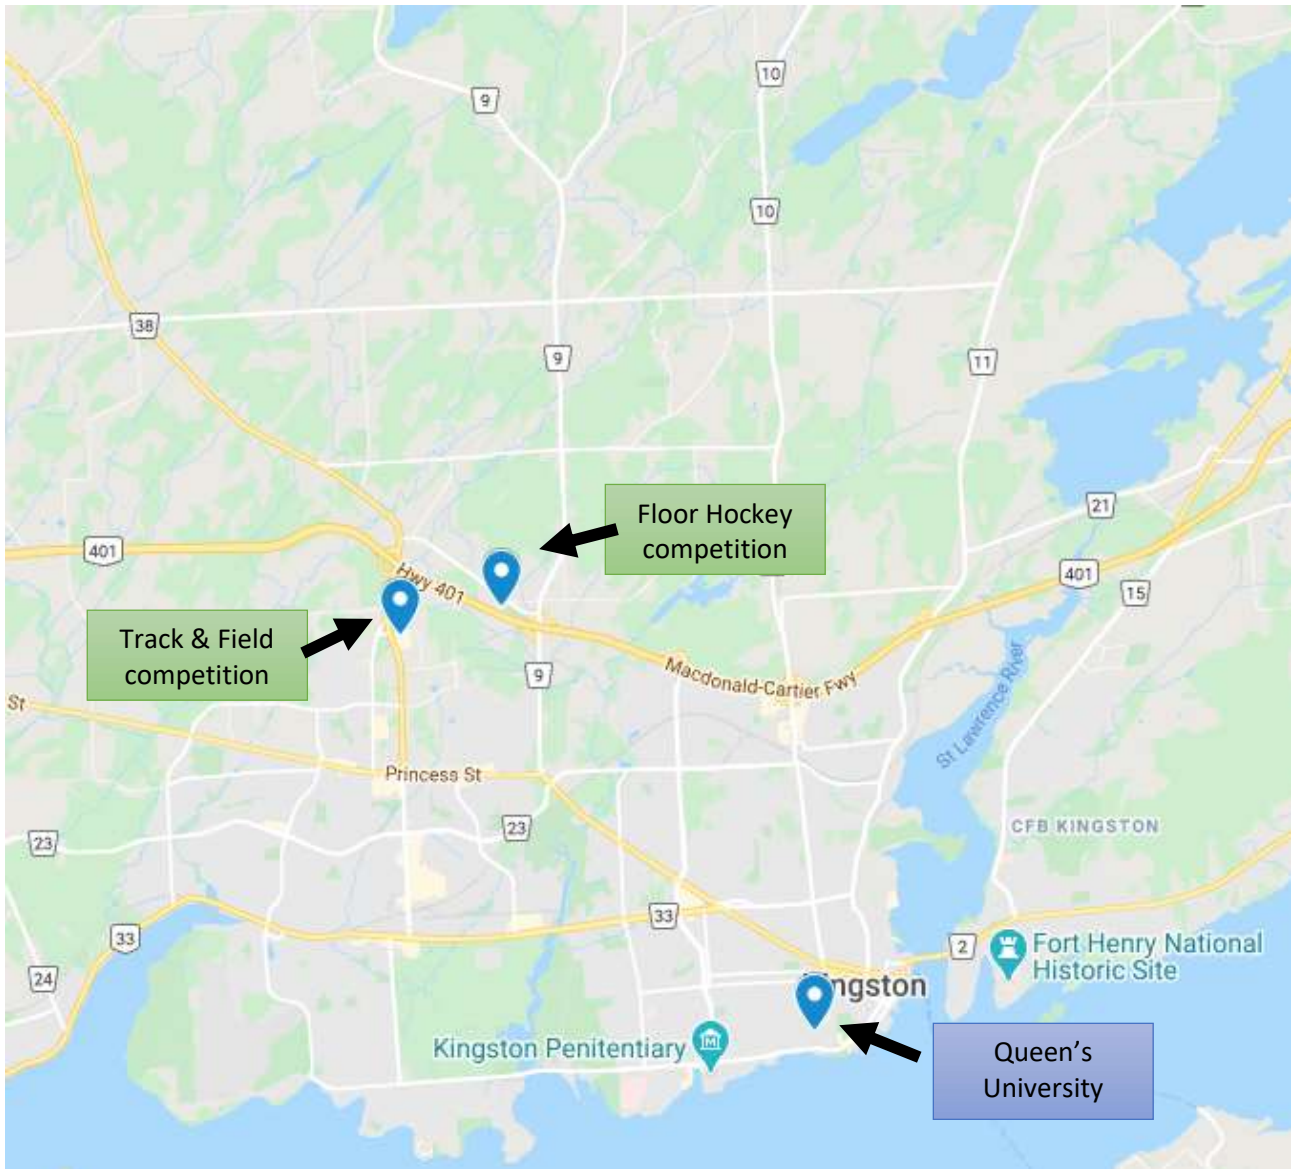 9
10
10
38
9
11
Floor Hockey
competition
21
401
Hwy 401
401
15
Track & Field
competition
9
Macdonald-Cartier Fwy
St
St Lawrence River
Princess St
23
23
CFB KINGSTON
33
33
2
Fort Henry National
Historic Site
24
ingston
Kingston Penitentiary
M
Queen's
University